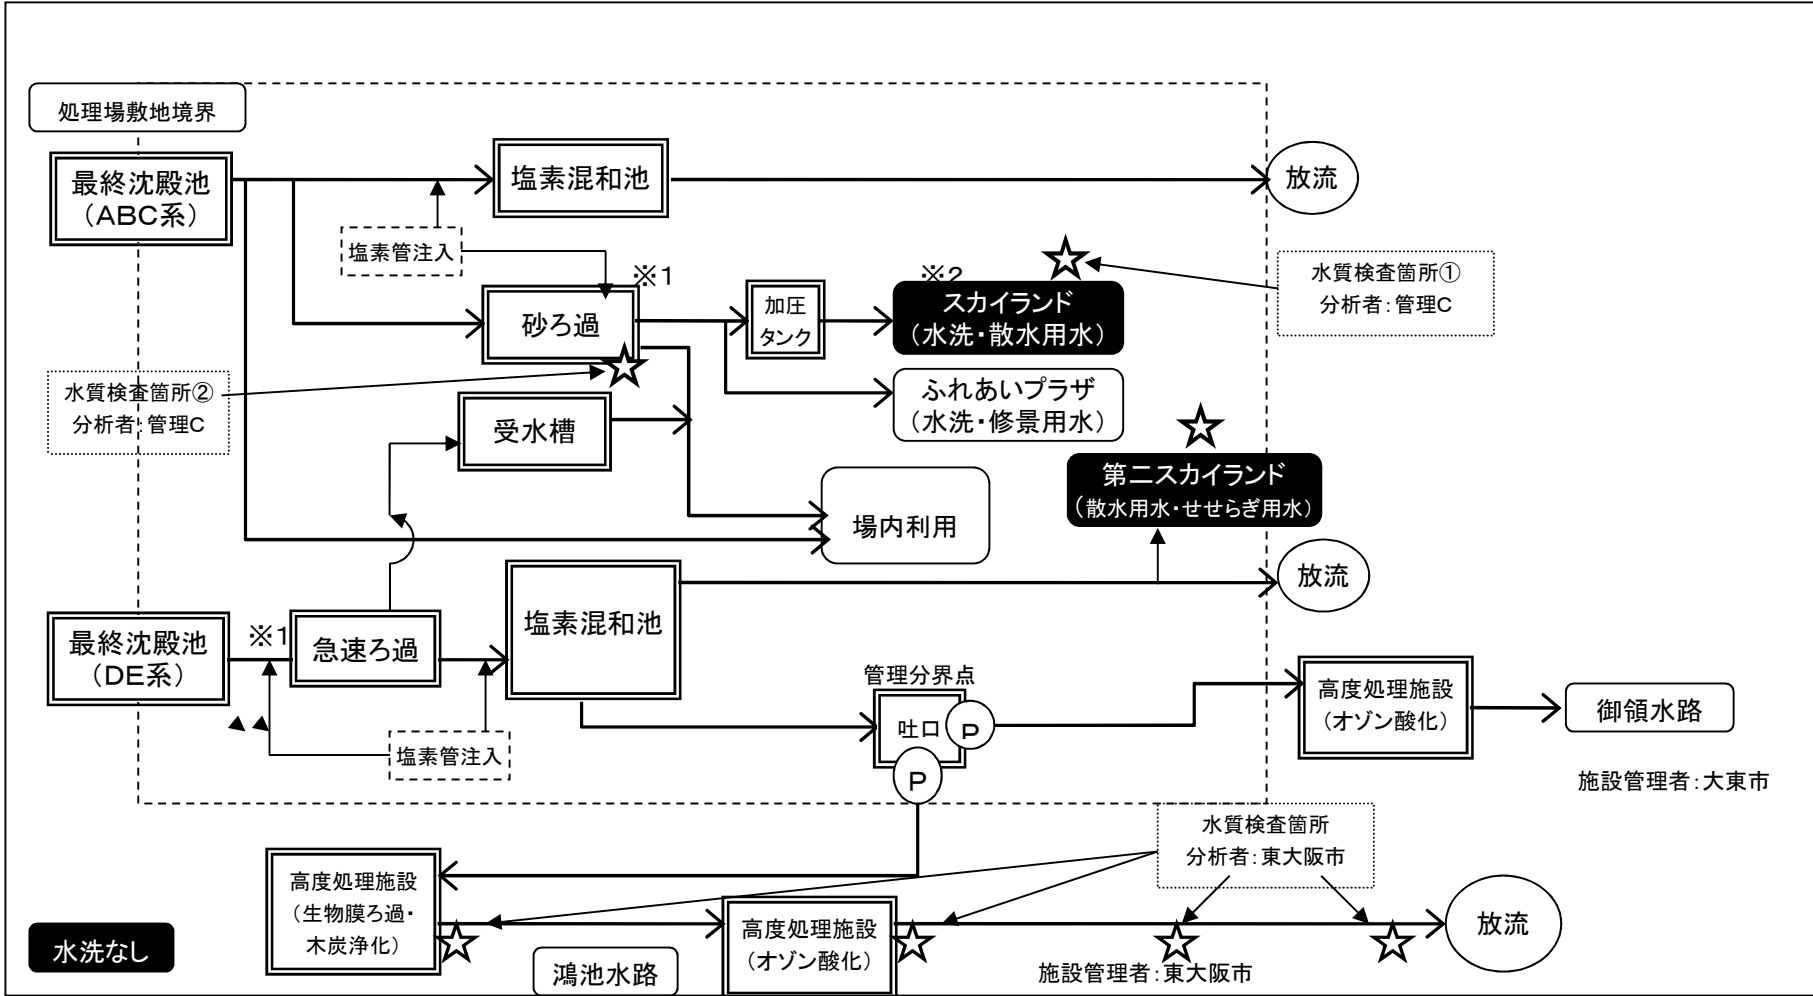 処理場敷地境界
最終沈殿池
（ABC系）
塩素混和池
放流
塩素管注入
※1
砂ろ過
加圧
タンク
※2
スカイランド
（水洗・散水用水）
水質検査箇所①
分析者：管理C
水質検査箇所②
分析者：管理C
ふれあいプラザ
（水洗・修景用水）
受水槽
第二スカイランド
（散水用水・せせらぎ用水）
場内利用
放流
最終沈殿池
（DE系）
※1
急速ろ過
塩素混和池
塩素管注入
管理分界点
吐口
P
P
高度処理施設
（オゾン酸化）
御領水路
施設管理者：大東市
水質検査箇所
分析者：東大阪市
高度処理施設
（生物膜ろ過・
木炭浄化）
鴻池水路
高度処理施設
（オゾン酸化）
施設管理者：東大阪市
放流
水洗なし